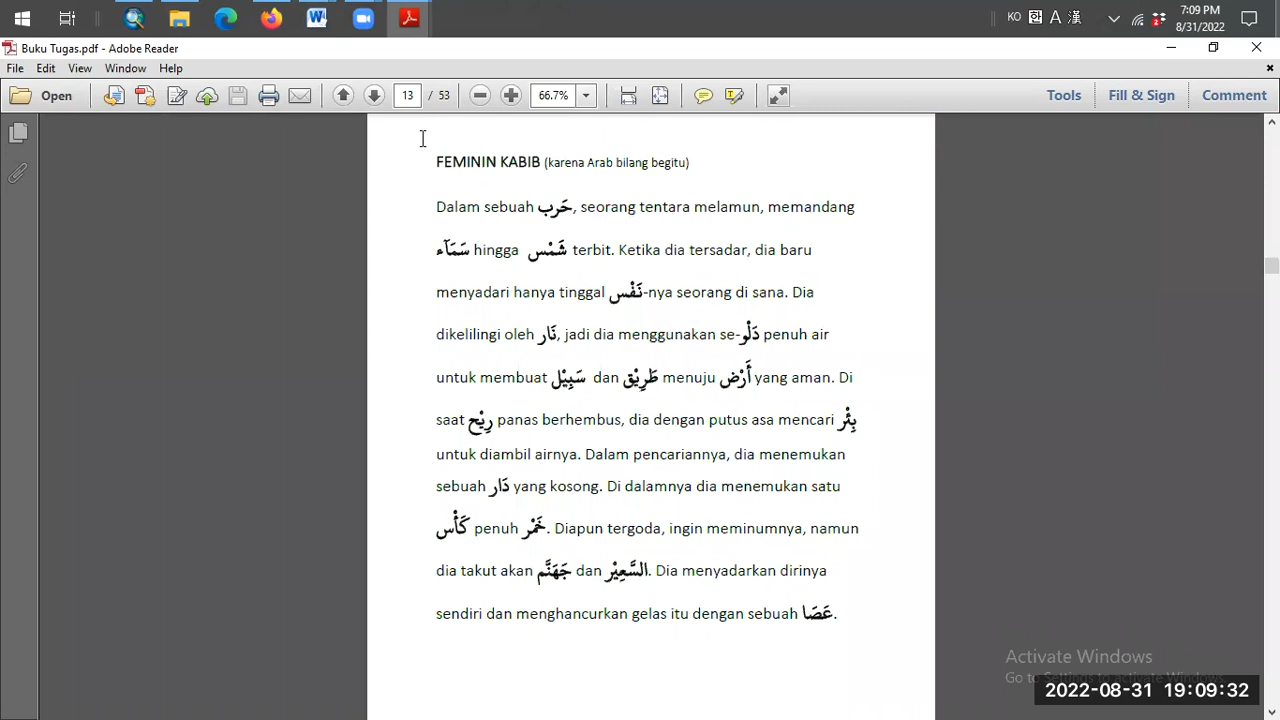 KO 한 A 漢
7:09 PM
8/31/2022
Buku Tugas.pdf - Adobe Reader
File Edit View Window Help
Open 13 / 53 66.7% Tools Fill & Sign Comment
FEMININ KABIB (karena Arab bilang begitu)
Dalam sebuah حَرب, seorang tentara melamun, memandang
سَمَآء hingga شَمْس terbit. Ketika dia tersadar, dia baru
menyadari hanya tinggal نَفْس-nya seorang di sana. Dia
dikelilingi oleh نَار, jadi dia menggunakan se-دَلْو penuh air
untuk membuat سَبِيْل dan طَرِيْق menuju أَرْض yang aman. Di
saat رِيْح panas berhembus, dia dengan putus asa mencari بِئْر
untuk diambil airnya. Dalam pencariannya, dia menemukan
sebuah دَار yang kosong. Di dalamnya dia menemukan satu
كَأْس penuh خَمْر. Diapun tergoda, ingin meminumnya, namun
dia takut akan جَهَنَّم dan السَّعِيْر. Dia menyadarkan dirinya
sendiri dan menghancurkan gelas itu dengan sebuah عَصَا.
Activate Windows
2022-08-31 19:09:32